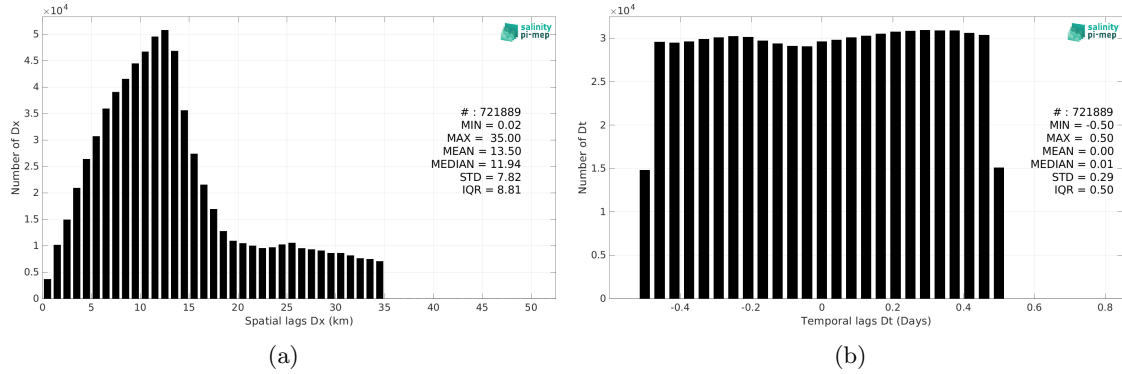 ×10⁴
5
4.5
4
3.5
3
2.5
2
1.5
1
0.5
0
Number of Dx
0 5 10 15 20 25 30 35 40 45 50
Spatial lags Dx (km)
salinity
pi-mep
# : 721889
MIN = 0.02
MAX = 35.00
MEAN = 13.50
MEDIAN = 11.94
STD = 7.82
IQR = 8.81
(a)
×10⁴
3
2.5
2
1.5
1
0.5
0
Number of Dt
-0.4 -0.2 0 0.2 0.4 0.6 0.8
Temporal lags Dt (Days)
salinity
pi-mep
# : 721889
MIN = -0.50
MAX = 0.50
MEAN = 0.00
MEDIAN = 0.01
STD = 0.29
IQR = 0.50
(b)